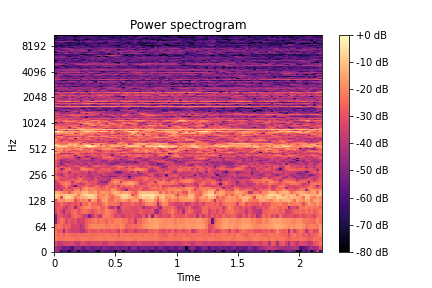 Power spectrogram
8192
4096
2048
1024
512
256
128
64
0
Hz
0
0.5
1
1.5
2
Time
+0 dB
-10 dB
-20 dB
-30 dB
-40 dB
-50 dB
-60 dB
-70 dB
-80 dB